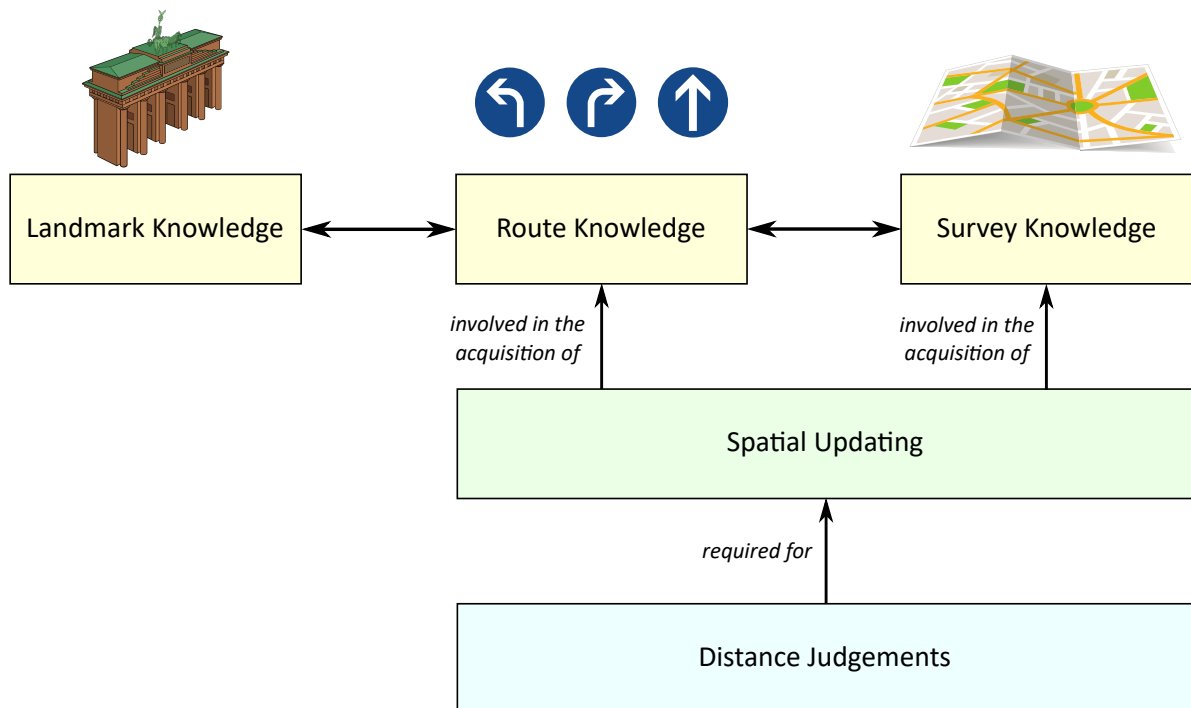 Landmark Knowledge
Route Knowledge
Survey Knowledge
involved in the
acquisition of
involved in the
acquisition of
Spatial Updating
required for
Distance Judgements